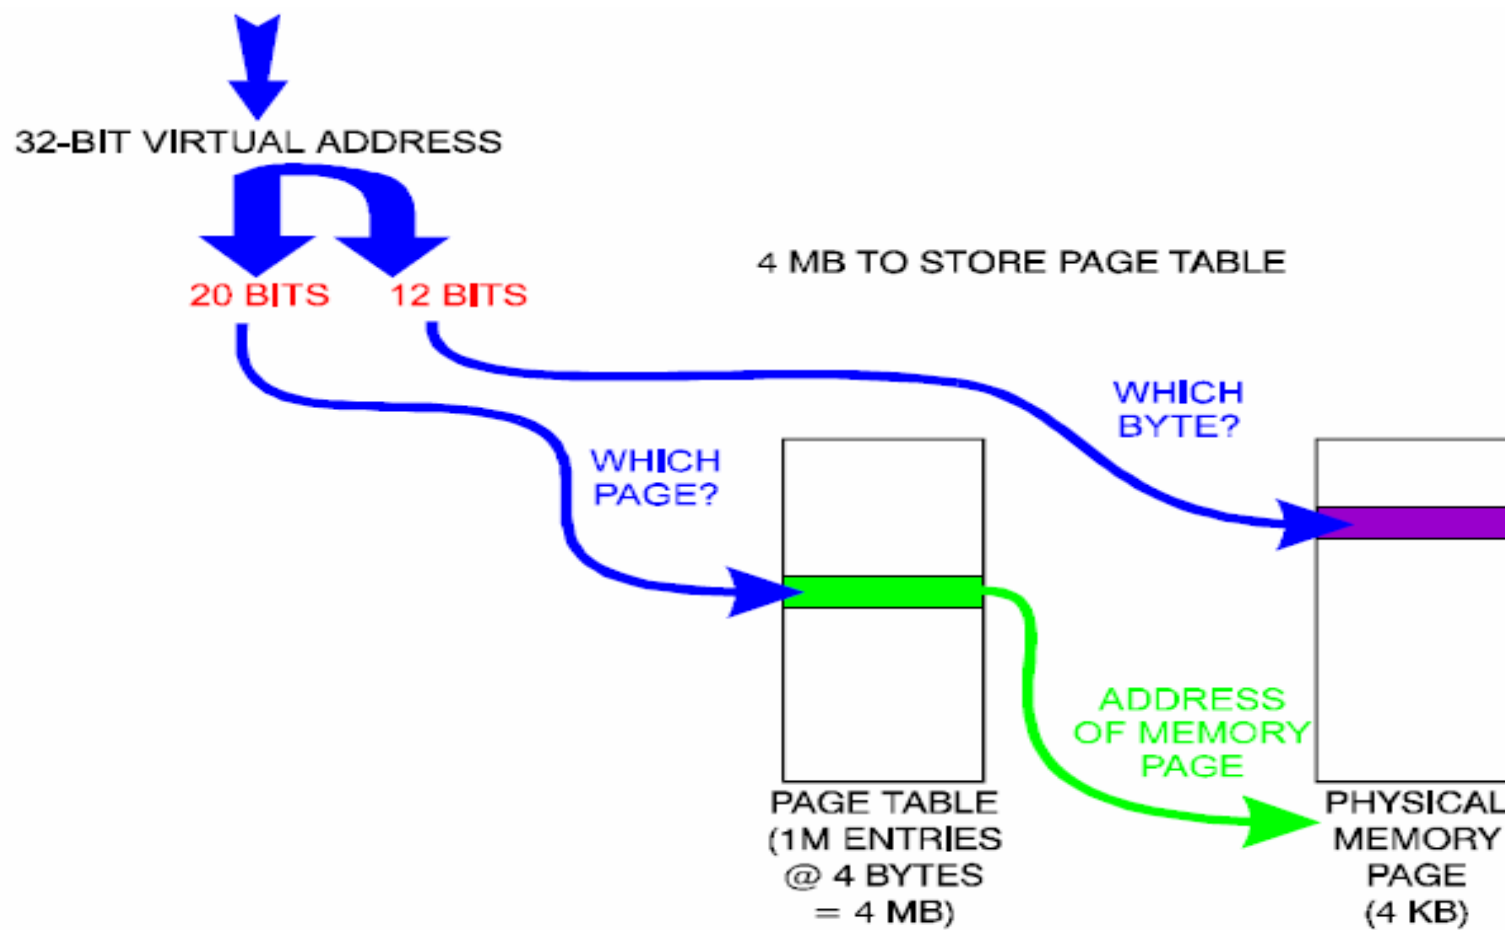 32-BIT VIRTUAL ADDRESS
4 MB TO STORE PAGE TABLE
20 BITS
12 BITS
WHICH
BYTE?
WHICH
PAGE?
ADDRESS
OF MEMORY
PAGE
PAGE TABLE
(1M ENTRIES
@ 4 BYTES
= 4 MB)
PHYSICAL
MEMORY
PAGE
(4 KB)